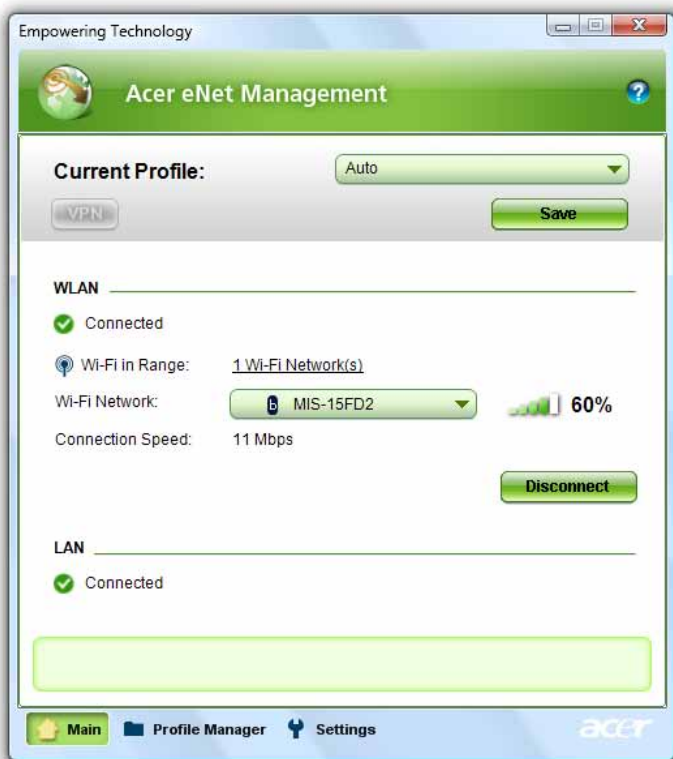 Empowering Technology
Acer eNet Management
?
Current Profile:
Auto
VPN
Save
WLAN
Connected
Wi-Fi in Range:
1 Wi-Fi Network(s)
Wi-Fi Network:
b MIS-15FD2
60%
Connection Speed:
11 Mbps
Disconnect
LAN
Connected
Main
Profile Manager
Settings
acer